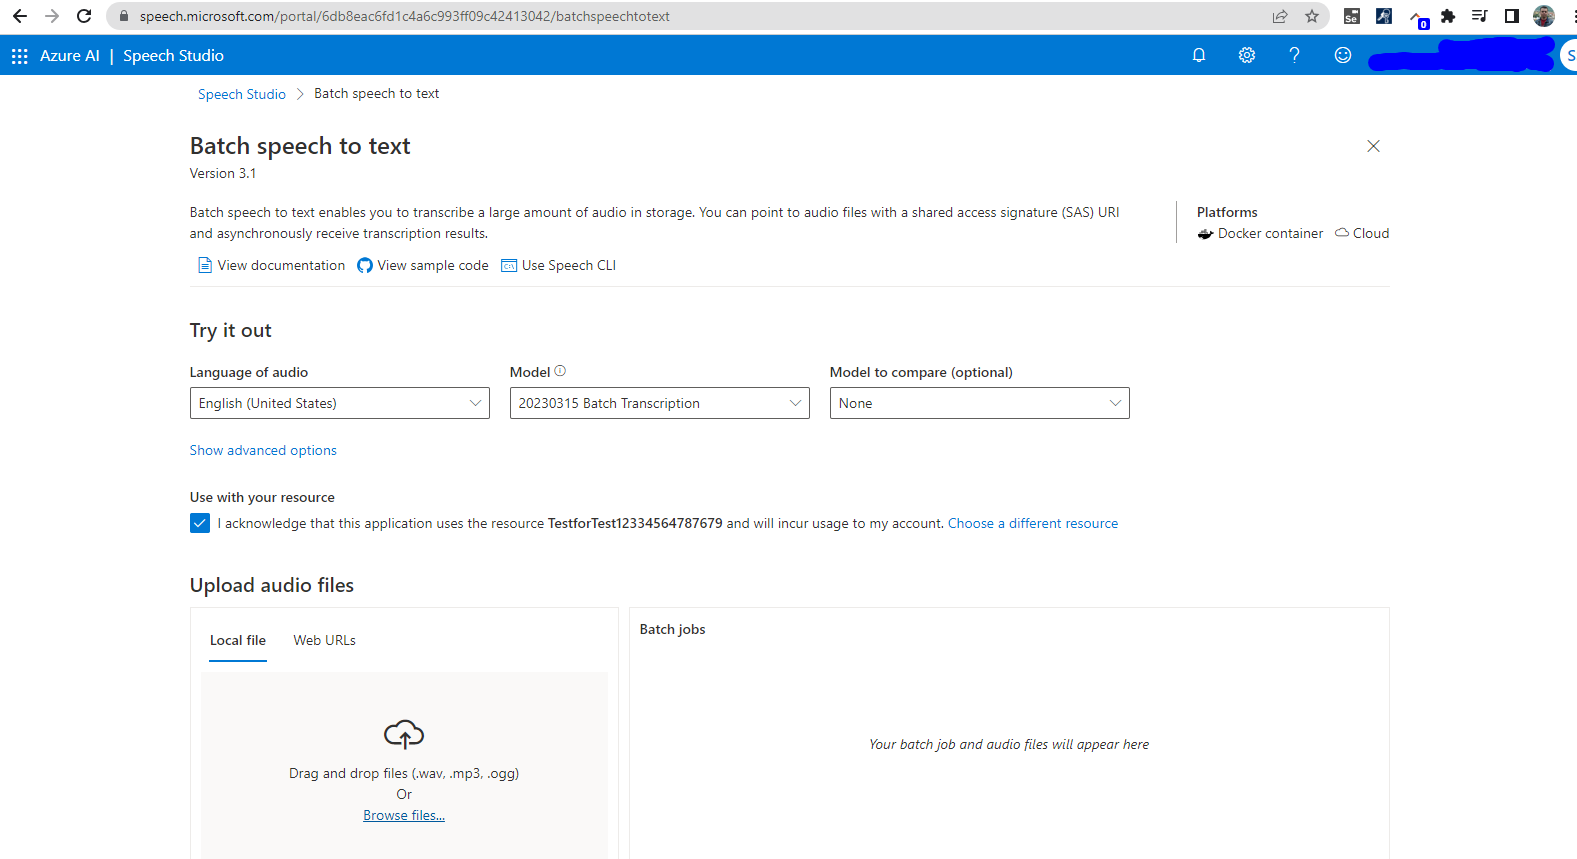 speech.microsoft.com/portal/6db8eac6fd1c4a6c993ff09c42413042/batchspeechtotext
Se
0
Azure AI | Speech Studio
?
S
Speech Studio > Batch speech to text
Batch speech to text
Version 3.1
Batch speech to text enables you to transcribe a large amount of audio in storage. You can point to audio files with a shared access signature (SAS) URI
and asynchronously receive transcription results.
Platforms
Docker container Cloud
View documentation View sample code Use Speech CLI
Try it out
Language of audio Model Model to compare (optional)
English (United States) 20230315 Batch Transcription None
Show advanced options
Use with your resource
I acknowledge that this application uses the resource TestforTest12334564787679 and will incur usage to my account. Choose a different resource
Upload audio files
Local file Web URLs
Batch jobs
Drag and drop files (.wav, .mp3, .ogg)
Or
Browse files...
Your batch job and audio files will appear here